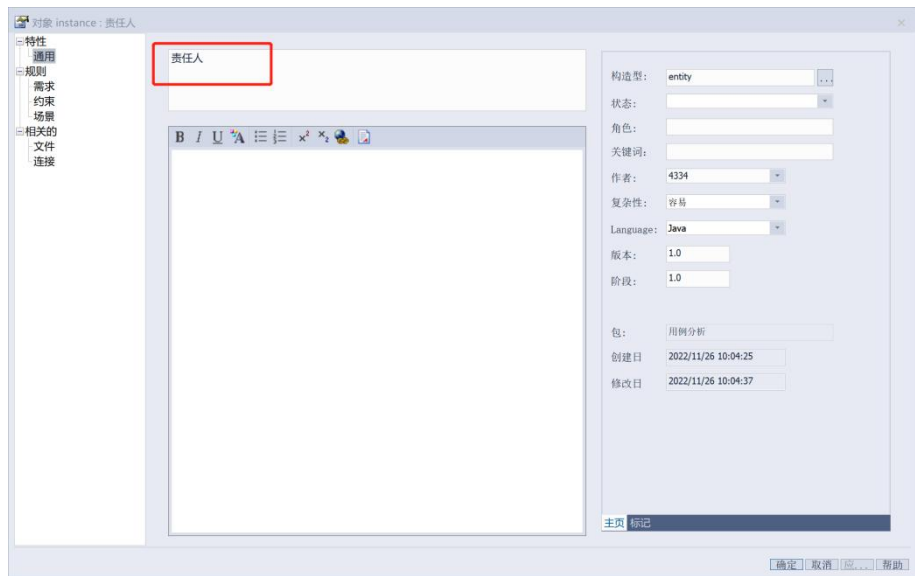 对象 instance : 责任人
特性
通用
规则
需求
约束
场景
相关的
文件
连接
责任人
B I U A x² x₂
构造型: entity ...
状态:
角色:
关键词:
作者: 4334
复杂性: 容易
Language: Java
版本: 1.0
阶段: 1.0
包: 用例分析
创建日 2022/11/26 10:04:25
修改日 2022/11/26 10:04:37
主页 标记
确定 取消 应... 帮助